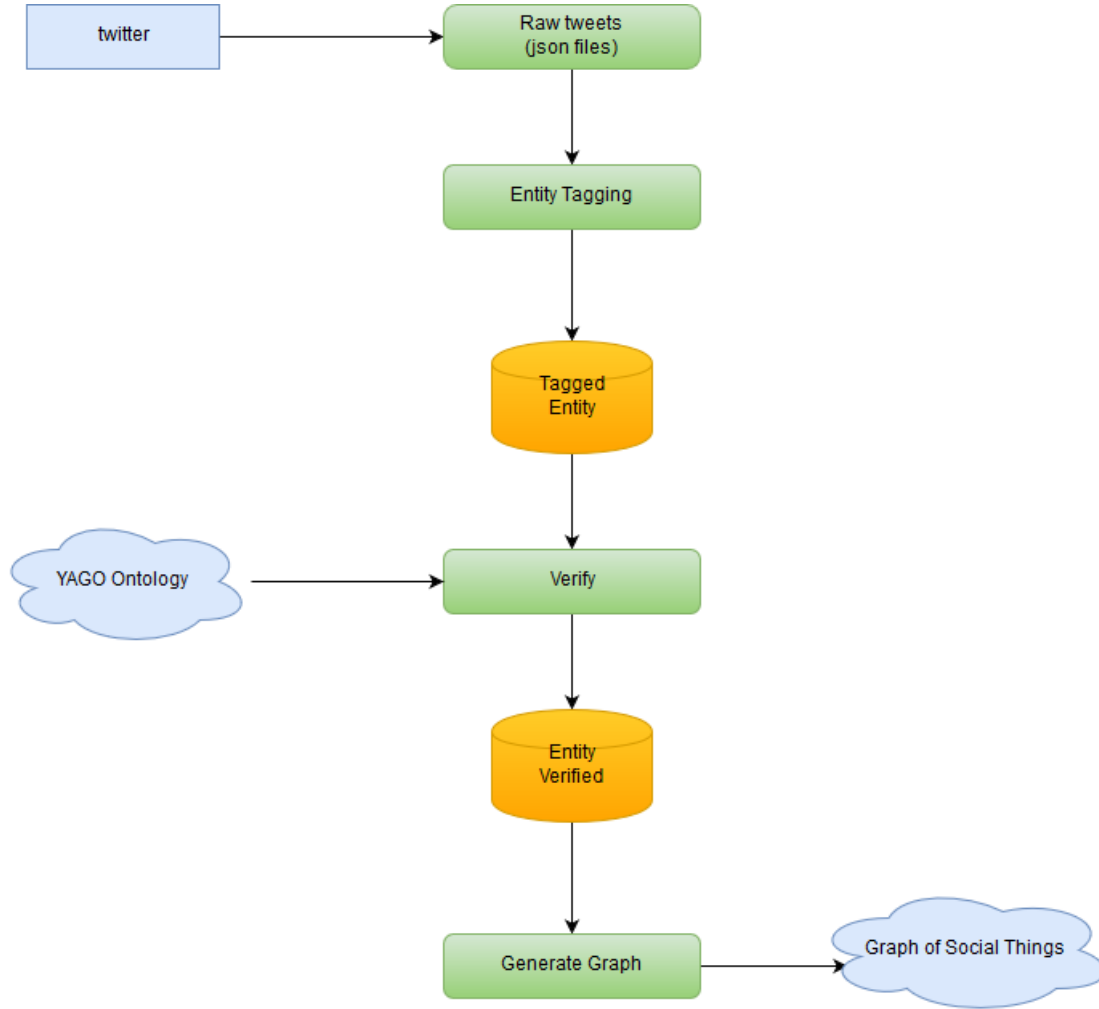 twitter
Raw tweets
(json files)
Entity Tagging
Tagged
Entity
YAGO Ontology
Verify
Entity
Verified
Generate Graph
Graph of Social Things